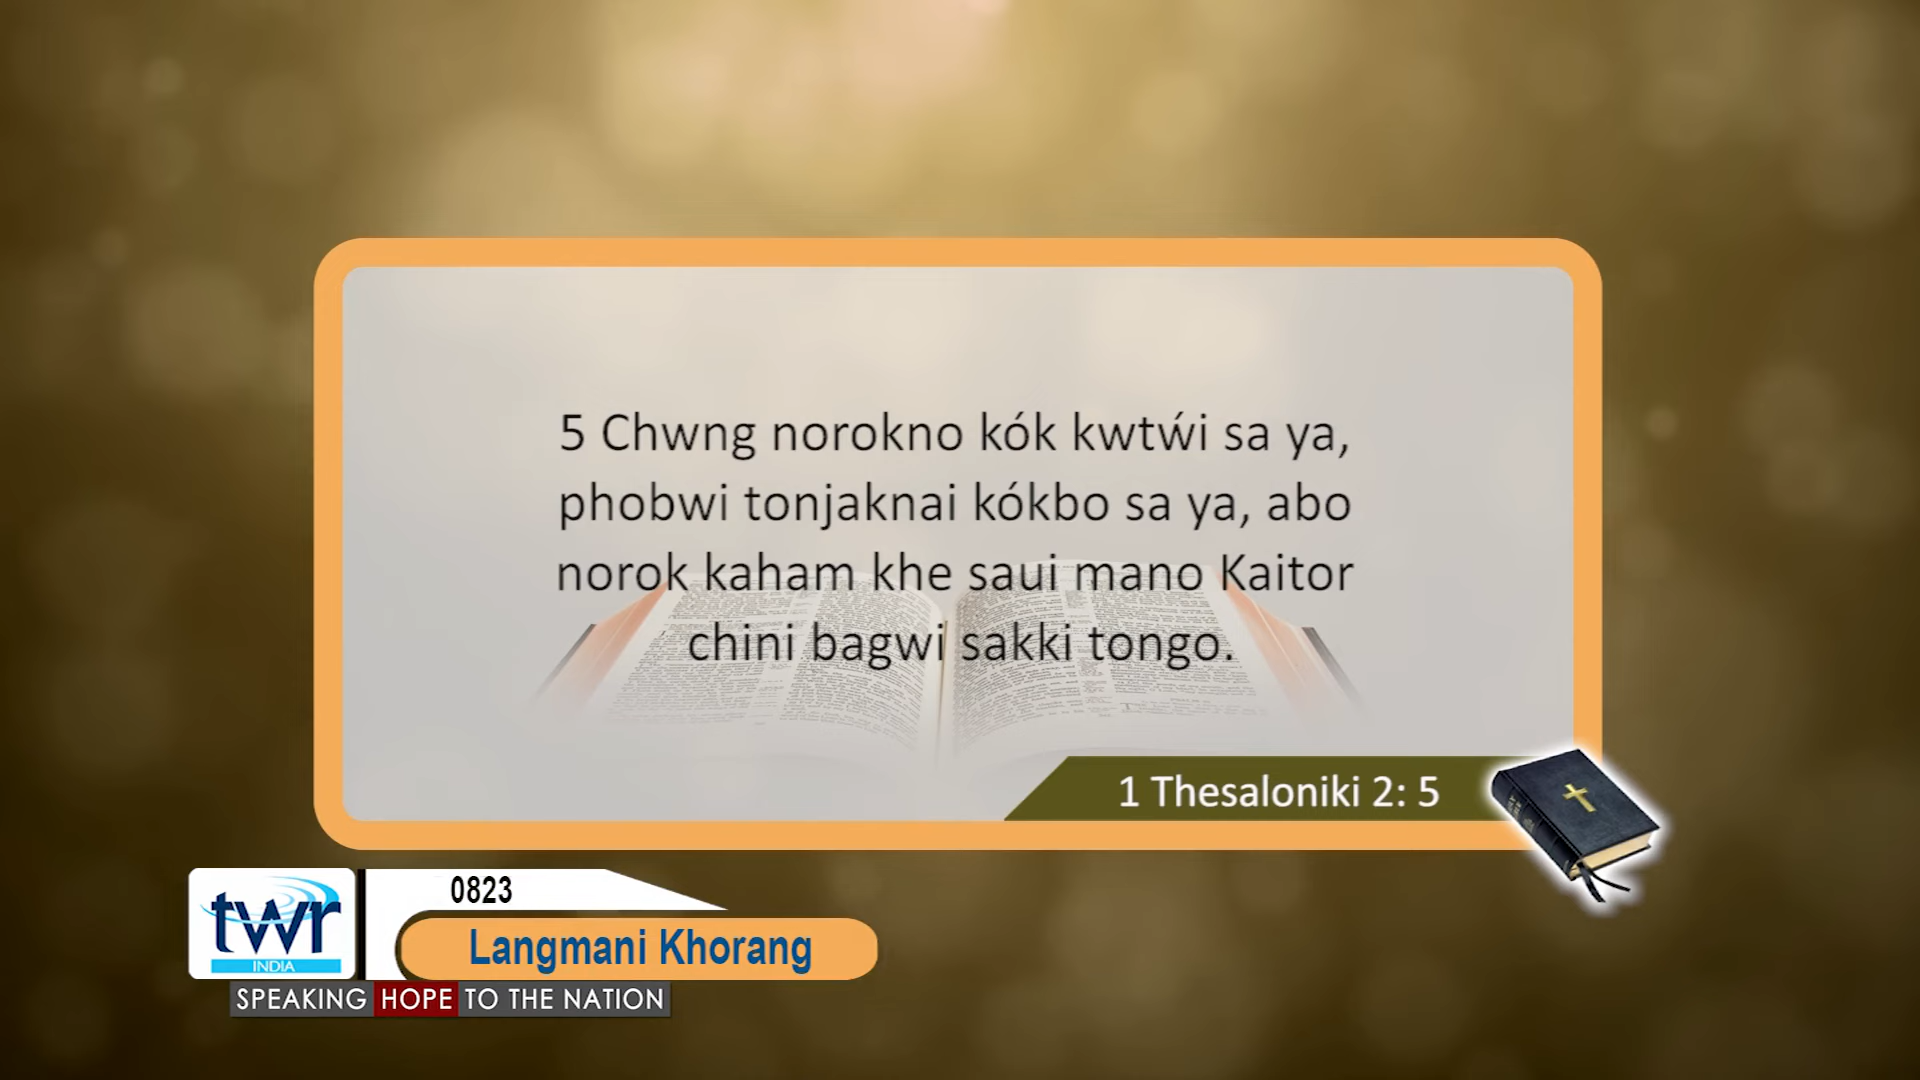 5 Chwng norokno kók kwtẃi sa ya,
phobwi tonjaknai kókbo sa ya, abo
norok kaham khe saui mano Kaitor
chini bagwi sakki tongo.
1 Thesaloniki 2: 5
0823
twr
INDIA
Langmani Khorang
SPEAKING HOPE TO THE NATION